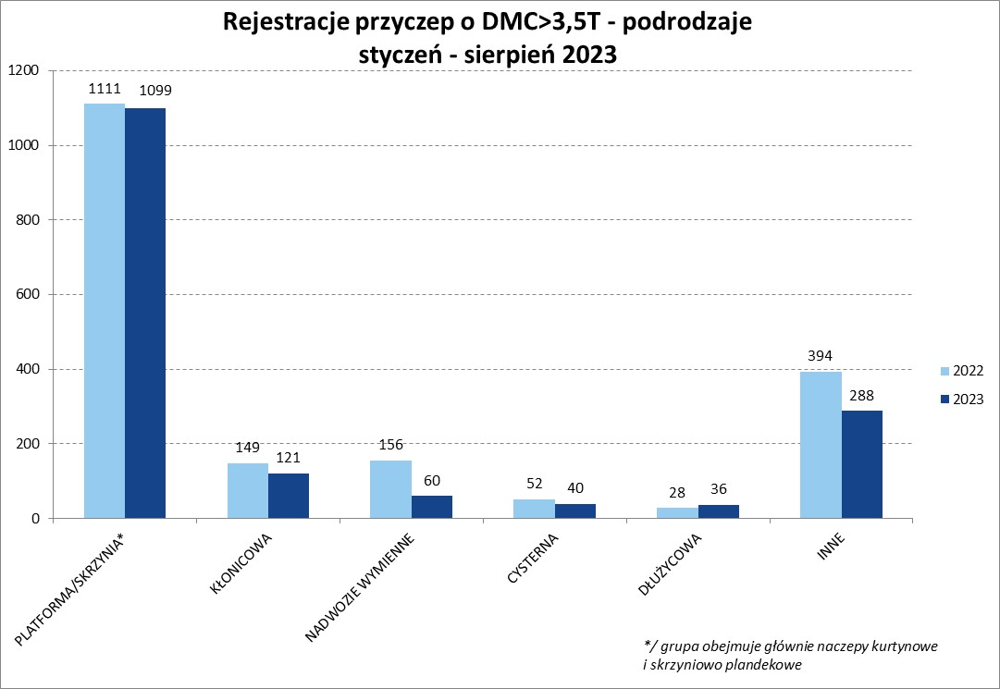 Rejestracje przyczep o DMC>3,5T - podrodzaje
styczeń - sierpień 2023
1200
1000
800
600
400
200
0
1111 1099
149 121
156 60
52 40
28 36
394 288
PLATFORMA/SKRZYNIA*
KŁONICOWA
NADWOZIE WYMIENNE
CYSTERNA
DŁUŻYCOWA
INNE
2022
2023
*/ grupa obejmuje głównie naczepy kurtynowe
i skrzyniowo plandekowe